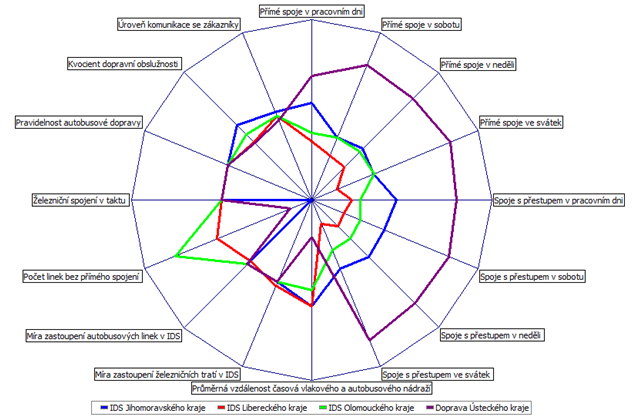 Přímé spoje v pracovním dni
Úroveň komunikace se zákazníky
Přímé spoje v sobotu
Kvocient dopravní obslužnosti
Přímé spoje v neděli
Pravidelnost autobusové dopravy
Přímé spoje ve svátek
Železniční spojení v taktu
Spoje s přestupem v pracovním dni
Počet linek bez přímého spojení
Spoje s přestupem v sobotu
Míra zastoupení autobusových linek v IDS
Spoje s přestupem v neděli
Míra zastoupení železničních tratí v IDS
Spoje s přestupem ve svátek
Průměrná vzdálenost časová vlakového a autobusového nádraží
IDS Jihomoravského kraje IDS Libereckého kraje IDS Olomouckého kraje Doprava Ústeckého kraje